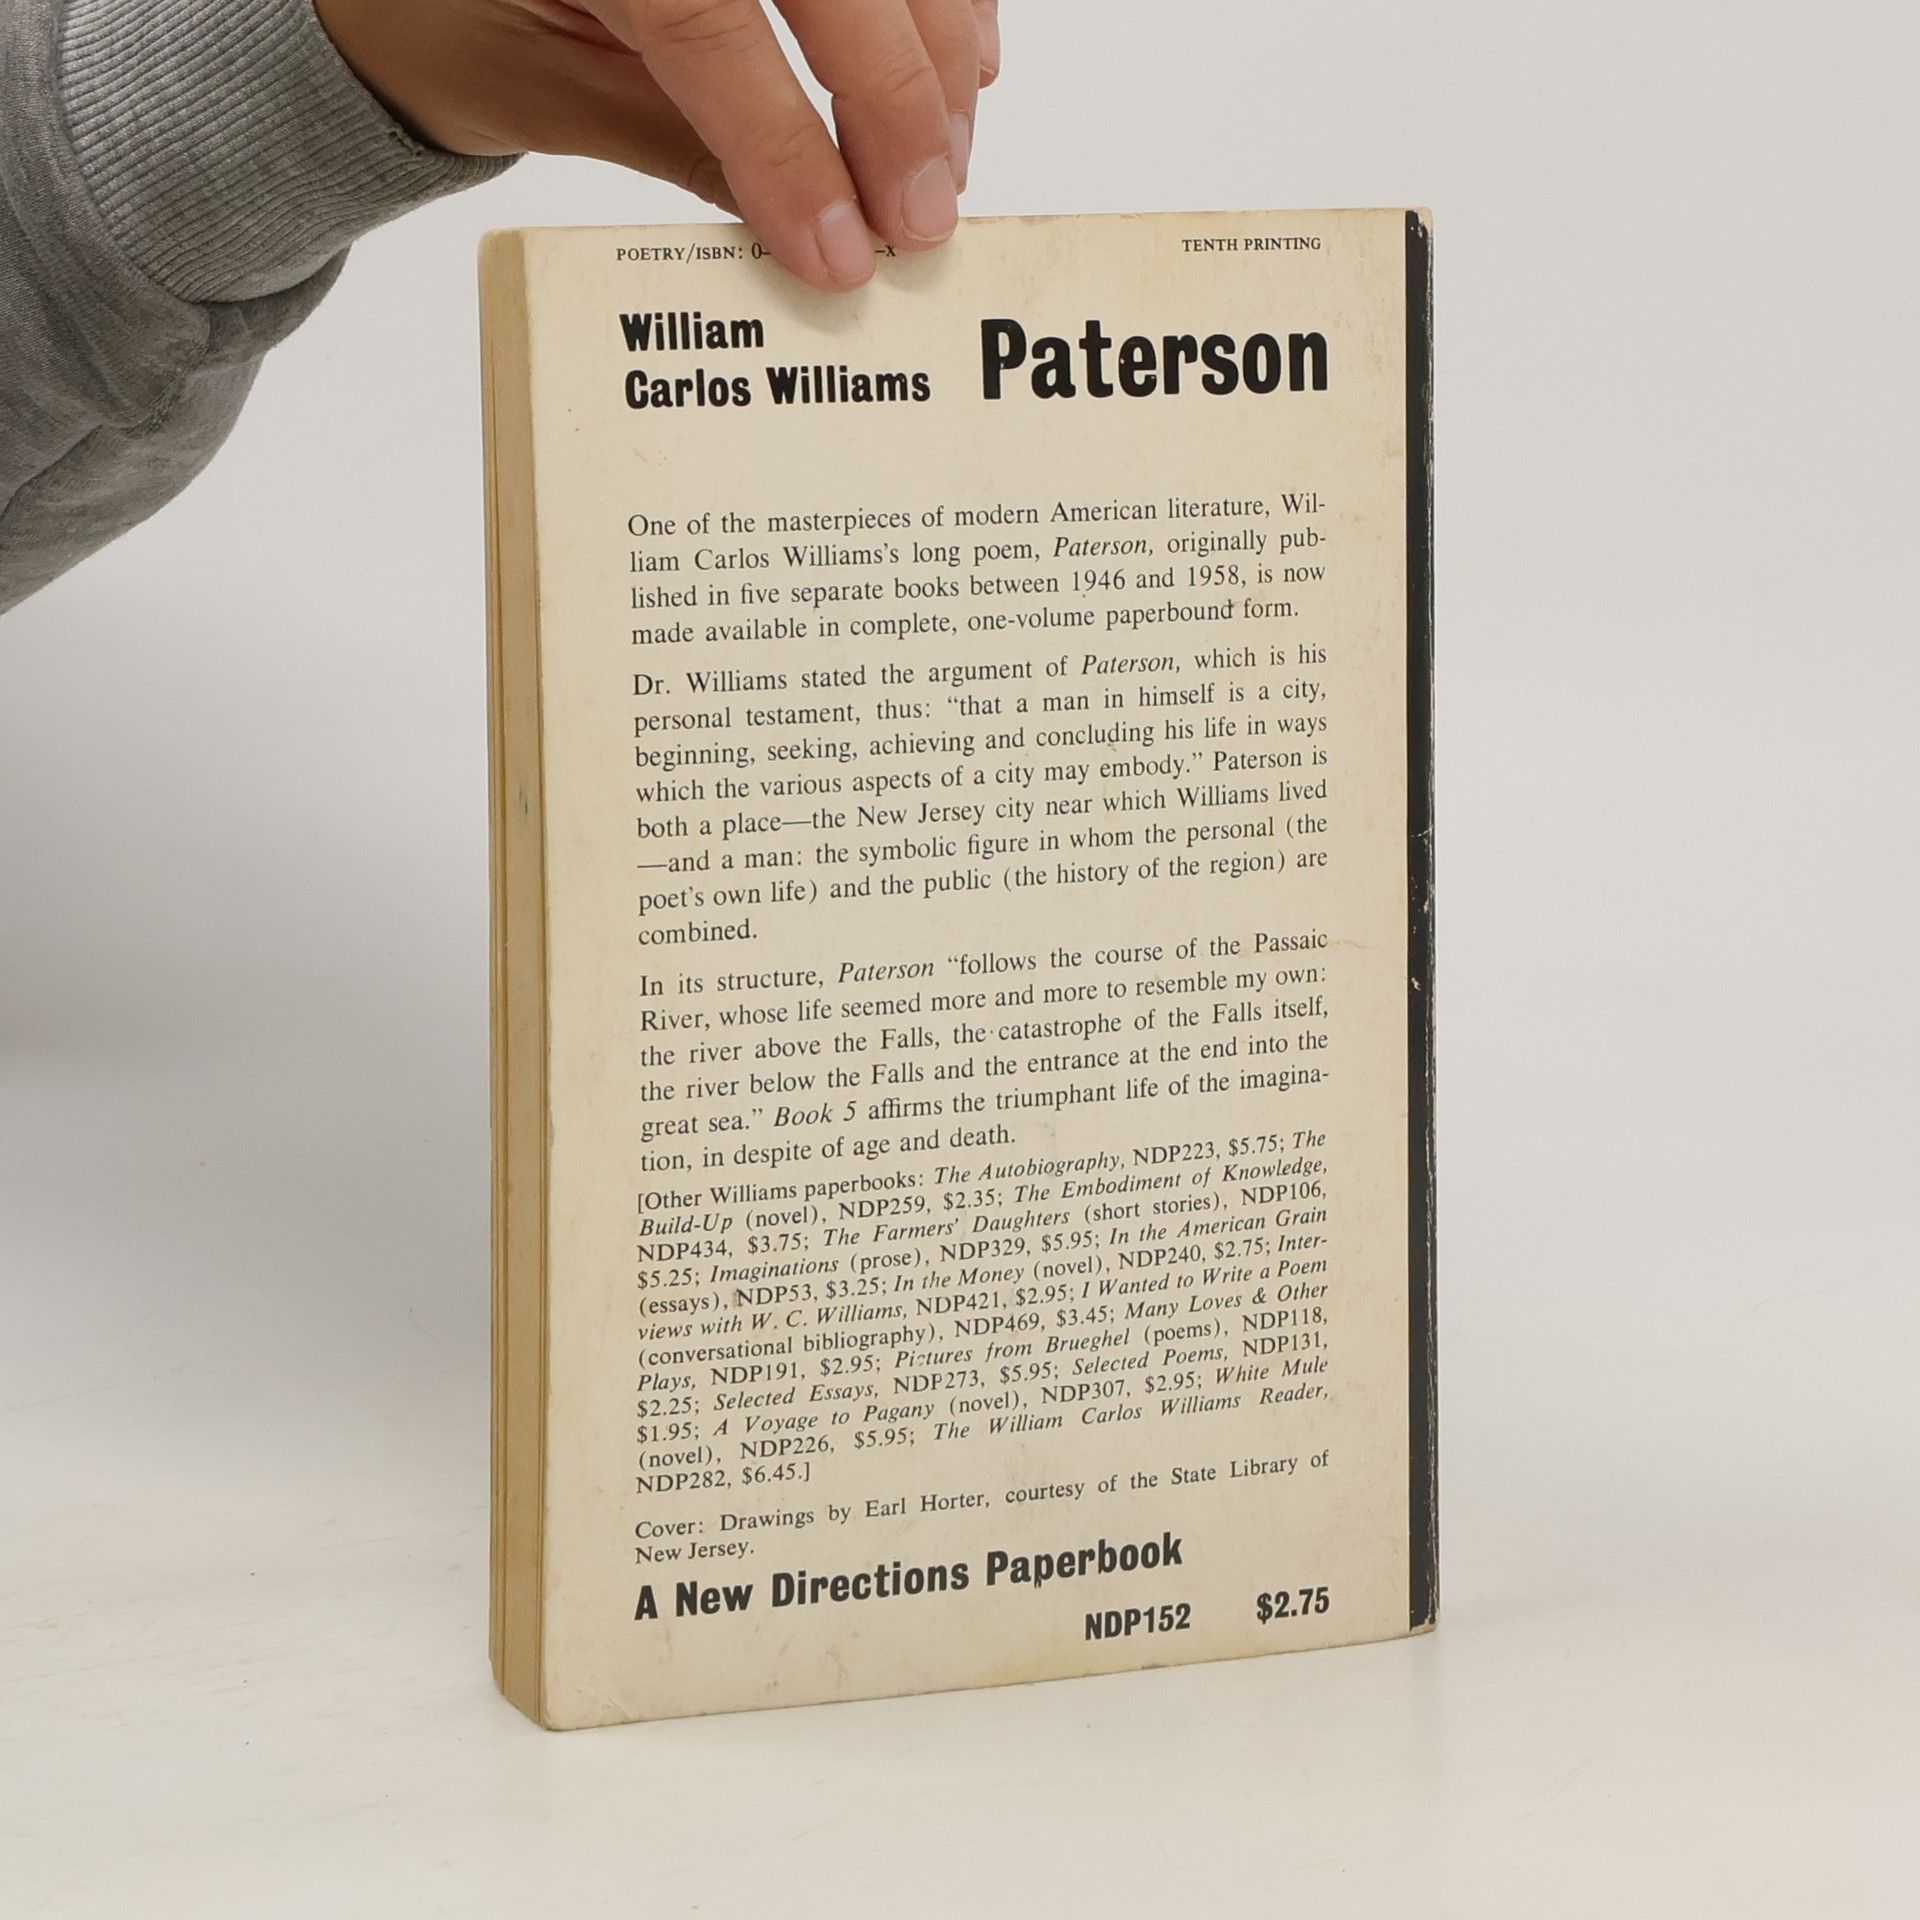 POETRY/ISBN: 0- –X
TENTH PRINTING
William
Carlos Williams
Paterson
One of the masterpieces of modern American literature, Wil-
liam Carlos Williams's long poem, Paterson, originally pub-
lished in five separate books between 1946 and 1958, is now
made available in complete, one-volume paperbound form.
Dr. Williams stated the argument of Paterson, which is his
personal testament, thus: “that a man in himself is a city,
beginning, seeking, achieving and concluding his life in ways
which the various aspects of a city may embody.” Paterson is
both a place—the New Jersey city near which Williams lived
—and a man: the symbolic figure in whom the personal (the
poet's own life) and the public (the history of the region) are
combined.
In its structure, Paterson “follows the course of the Passaic
River, whose life seemed more and more to resemble my own:
the river above the Falls, the catastrophe of the Falls itself,
the river below the Falls and the entrance at the end into the
great sea.” Book 5 affirms the triumphant life of the imagina-
tion, in despite of age and death.
[Other Williams paperbooks: The Autobiography, NDP223, $5.75; The
Build-Up (novel), NDP259, $2.35; The Embodiment of Knowledge,
NDP434, $3.75; The Farmers' Daughters (short stories), NDP106,
$5.25; Imaginations (prose), NDP329, $5.95; In the American Grain
(essays), NDP53, $3.25; In the Money (novel), NDP240, $2.75; Inter-
views with W. C. Williams, NDP421, $2.95; I Wanted to Write a Poem
(conversational bibliography), NDP469, $3.45; Many Loves & Other
Plays, NDP191, $2.95; Pictures from Brueghel (poems), NDP118,
$2.25; Selected Essays, NDP273, $5.95; Selected Poems, NDP131,
$1.95; A Voyage to Pagany (novel), NDP307, $2.95; White Mule
(novel), NDP226, $5.95; The William Carlos Williams Reader,
NDP282, $6.45.]
Cover: Drawings by Earl Horter, courtesy of the State Library of
New Jersey.
A New Directions Paperbook
NDP152 $2.75